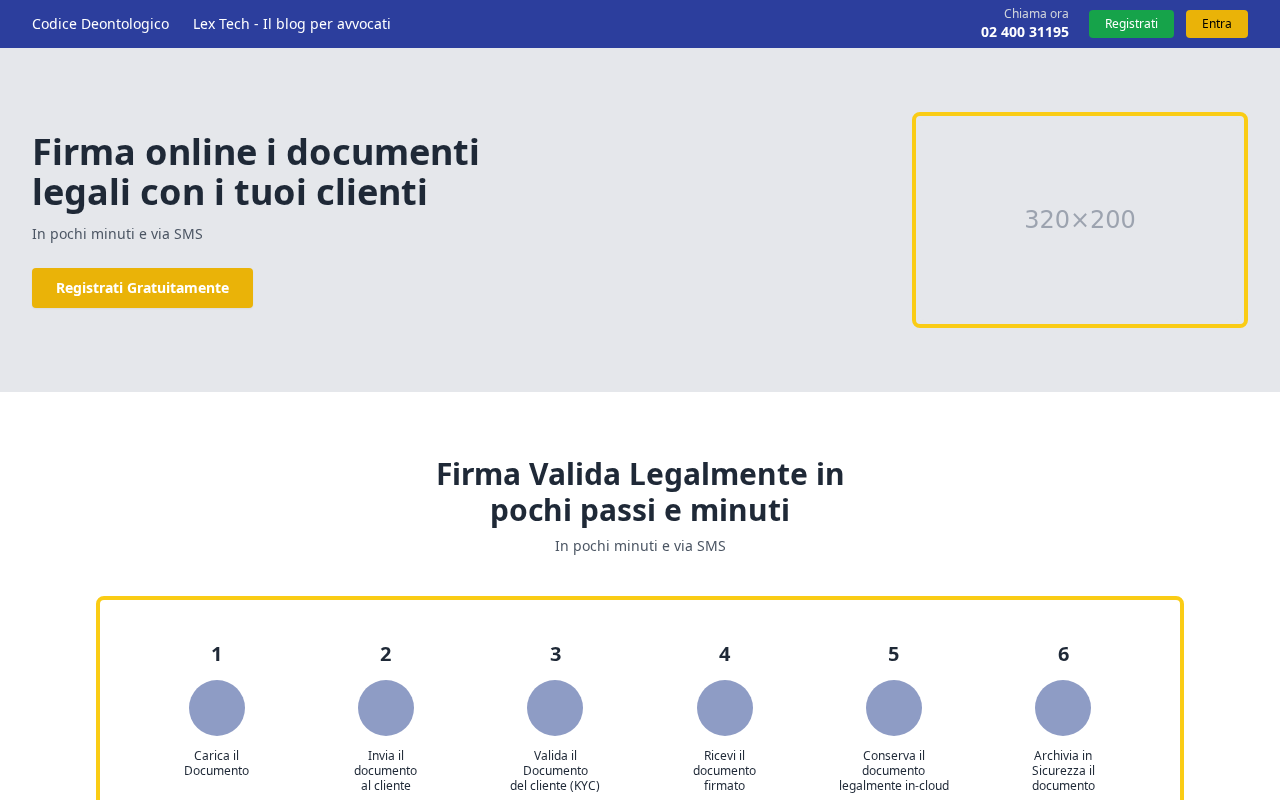 Codice Deontologico
Lex Tech - Il blog per avvocati
Chiama ora
02 400 31195
Registrati
Entra
Firma online i documenti
legali con i tuoi clienti
In pochi minuti e via SMS
Registrati Gratuitamente
320×200
Firma Valida Legalmente in
pochi passi e minuti
In pochi minuti e via SMS
1
Carica il
Documento
2
Invia il
documento
al cliente
3
Valida il
Documento
del cliente (KYC)
4
Ricevi il
documento
firmato
5
Conserva il
documento
legalmente in-cloud
6
Archivia in
Sicurezza il
documento